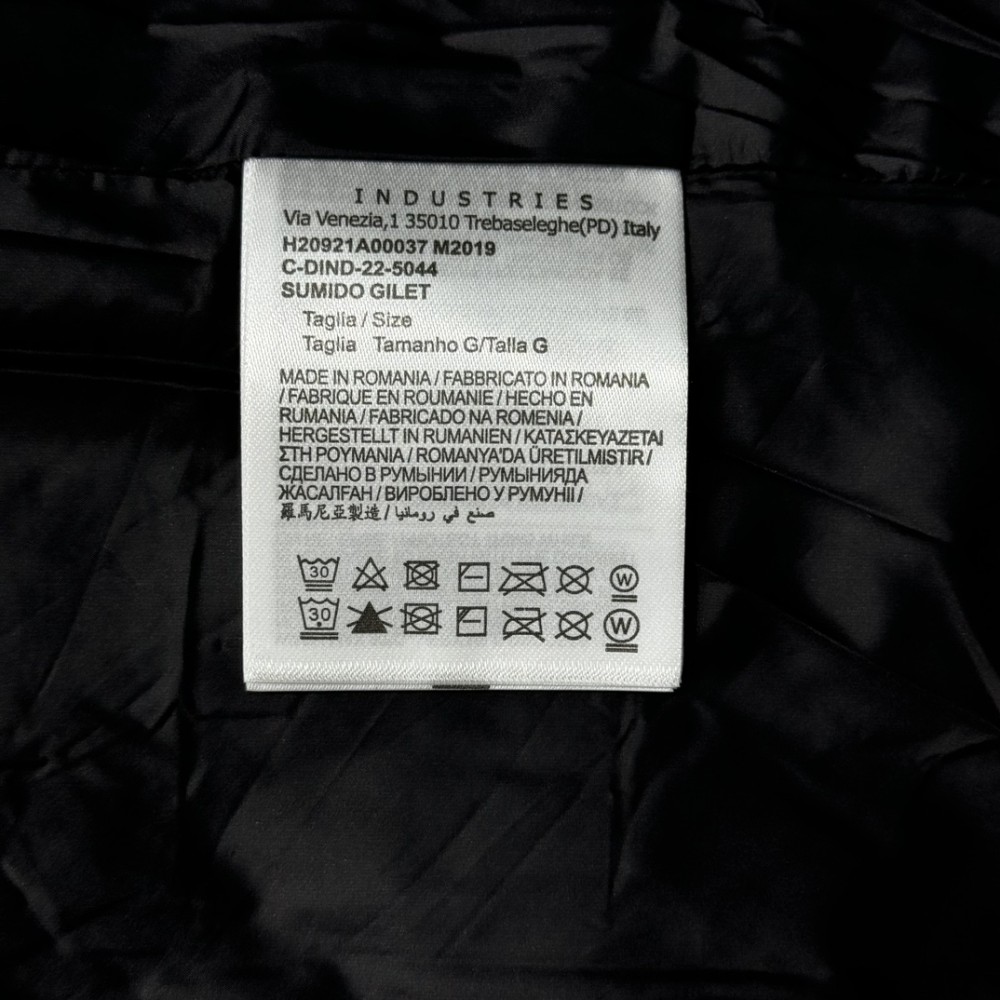 INDUSTRIES
Via Venezia,1 35010 Trebaseleghe(PD) Italy
H20921A00037 M2019
C-DIND-22-5044
SUMIDO GILET
Taglia / Size
Taglia Tamanho G/Talla G
MADE IN ROMANIA / FABBRICATO IN ROMANIA
/ FABRIQUE EN ROUMANIE / HECHO EN
RUMANIA / FABRICADO NA ROMENIA /
HERGESTELLT IN RUMANIEN / ΚΑΤΑΣΚΕΥΑΖΕΤΑΙ
ΣΤΗ ΡΟΥΜΑΝΙΑ / ROMANYA'DA ÜRETILMISTIR /
СДЕЛАНО В РУМЫНИИ / РУМЫНИЯДА
ЖАСАЛҒАН / ВИРОБЛЕНО У РУМУНІІ /
羅馬尼亞製造 / صنع في رومانيا
30 W
30 W